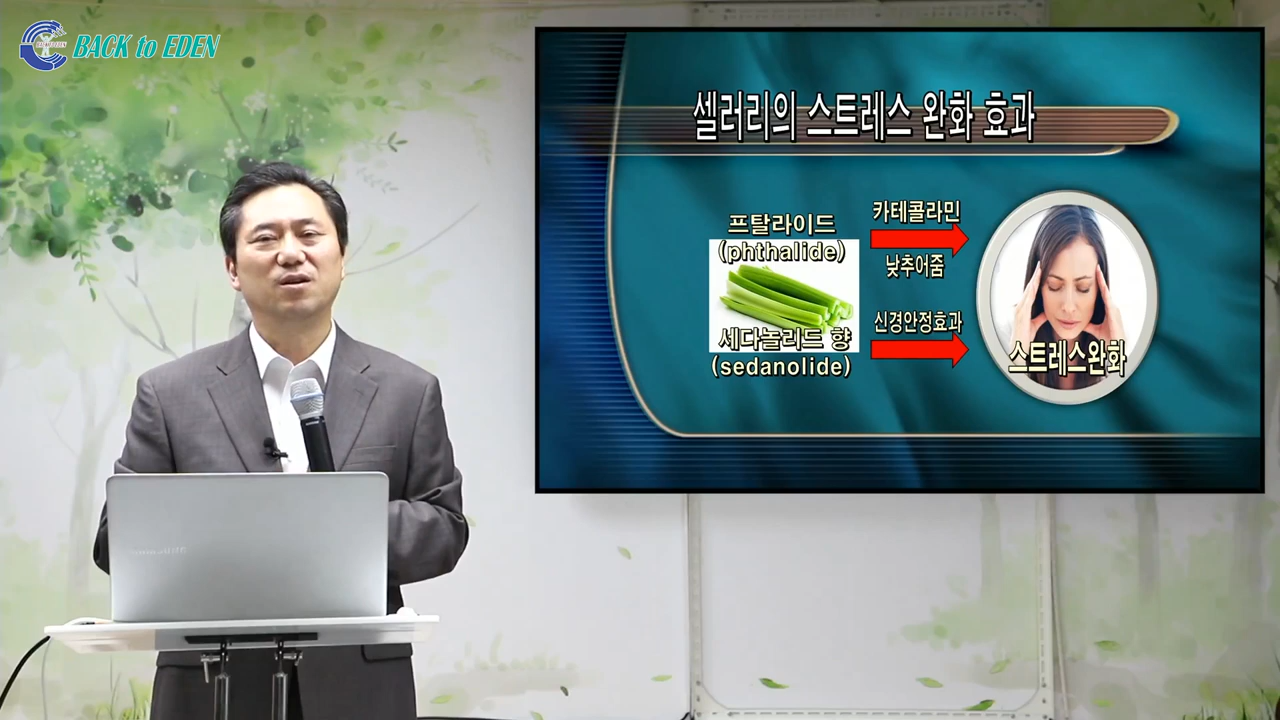 BACK to EDEN
셀러리의 스트레스 완화 효과
프탈라이드
(phthalide)
카테콜라민
낮추어줌
세다놀리드 향
(sedanolide)
신경안정효과
스트레스완화